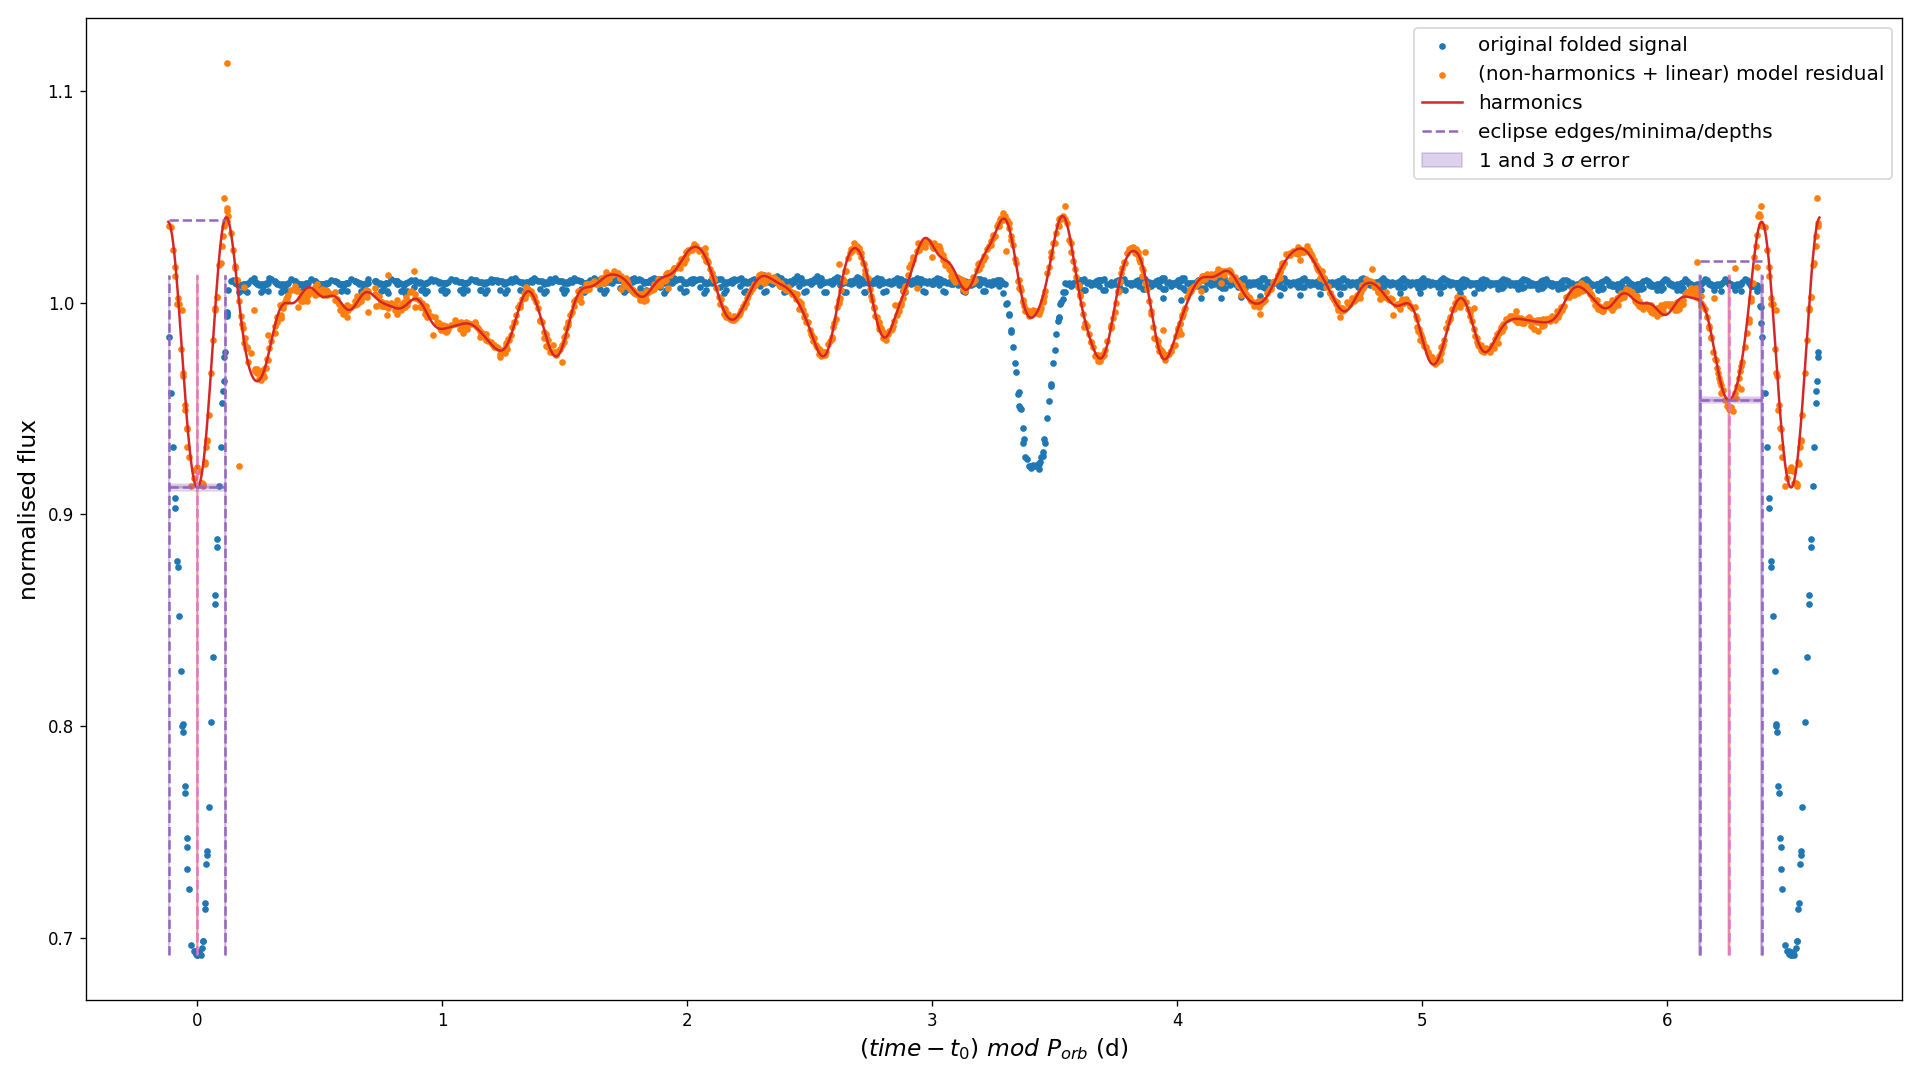 original folded signal
(non-harmonics + linear) model residual
harmonics
eclipse edges/minima/depths
1 and 3 σ error
normalised flux
1.1
1.0
0.9
0.8
0.7
0 1 2 3 4 5 6
(time − t₀) mod Pₒᵣb (d)